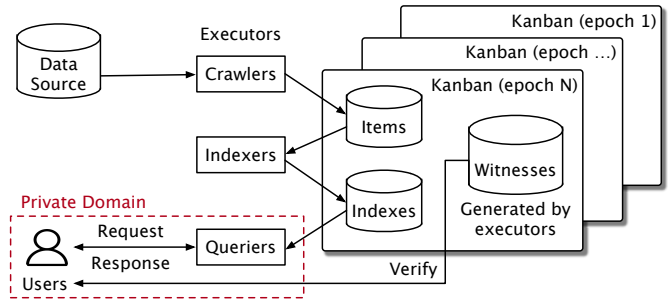 Kanban (epoch 1)
Kanban (epoch ...)
Kanban (epoch N)
Executors
Data
Source
Crawlers
Items
Indexers
Witnesses
Indexes
Generated by
executors
Private Domain
Request
Queriers
Response
Users
Verify